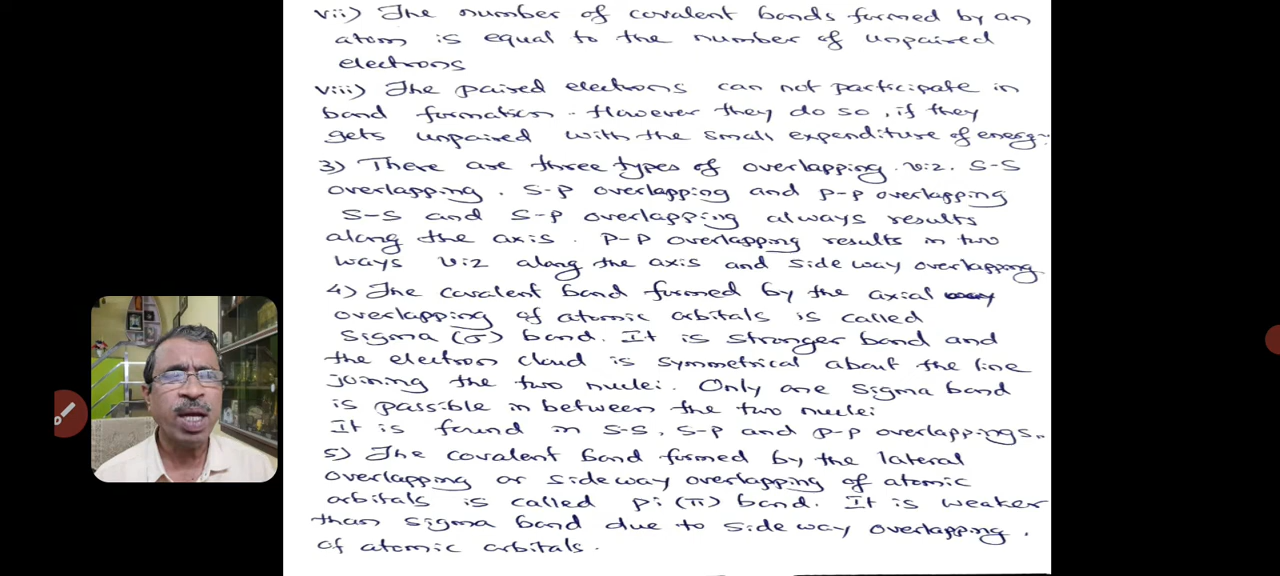 vii) The number of covalent bonds formed by an
atom is equal to the number of unpaired
electrons
viii) The paired electrons can not participate in
bond formation. However they do so, if they
gets unpaired with the small expenditure of energy.
3) There are three types of overlapping. viz. S-S
overlapping. S-P overlapping and P-P overlapping
S-S and S-P overlapping always results
along the axis. P-P overlapping results in two
ways viz along the axis and side way overlapping
4) The covalent bond formed by the axial
overlapping of atomic orbitals is called
Sigma (σ) bond. It is stronger bond and
the electron cloud is symmetrical about the line
joining the two nuclei. Only one sigma bond
is possible in between the two nuclei
It is found in S-S, S-P and P-P overlappings..
5) The covalent bond formed by the lateral
overlapping or side way overlapping of atomic
orbitals is called Pi (π) bond. It is weaker
than sigma bond due to side way overlapping.
of atomic orbitals.